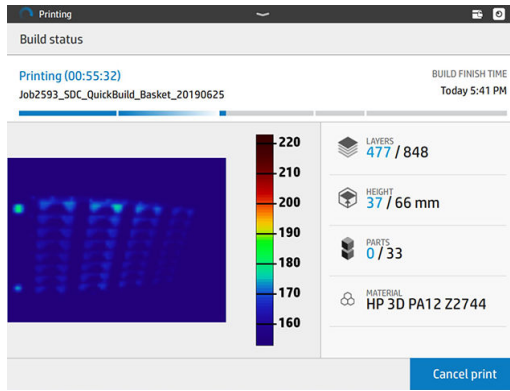 Printing
Build status
Printing (00:55:32)
Job2593_SDC_QuickBuild_Basket_20190625
BUILD FINISH TIME
Today 5:41 PM
220
210
200
190
180
170
160
LAYERS
477 / 848
HEIGHT
37 / 66 mm
PARTS
0 / 33
MATERIAL
HP 3D PA12 Z2744
Cancel print